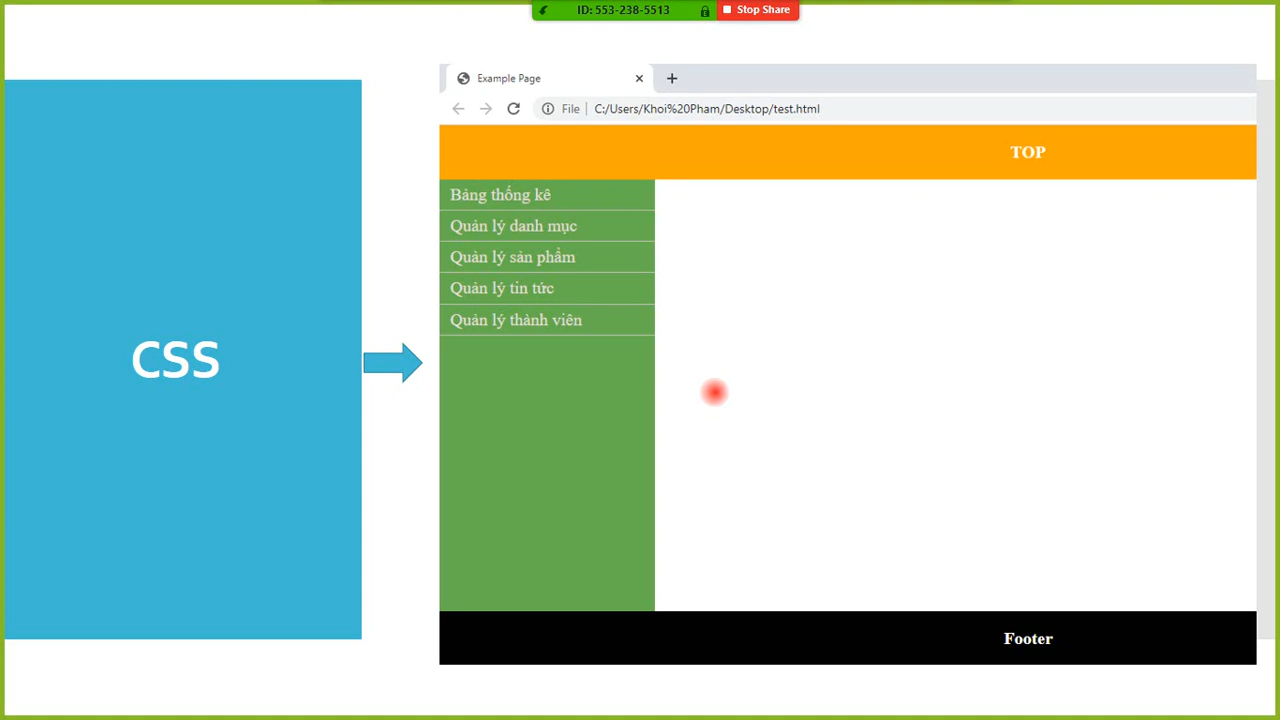 ID: 553-238-5513
Stop Share
Example Page
File
C:/Users/Khoi%20Pham/Desktop/test.html
TOP
Bảng thống kê
Quản lý danh mục
Quản lý sản phẩm
Quản lý tin tức
Quản lý thành viên
CSS
Footer